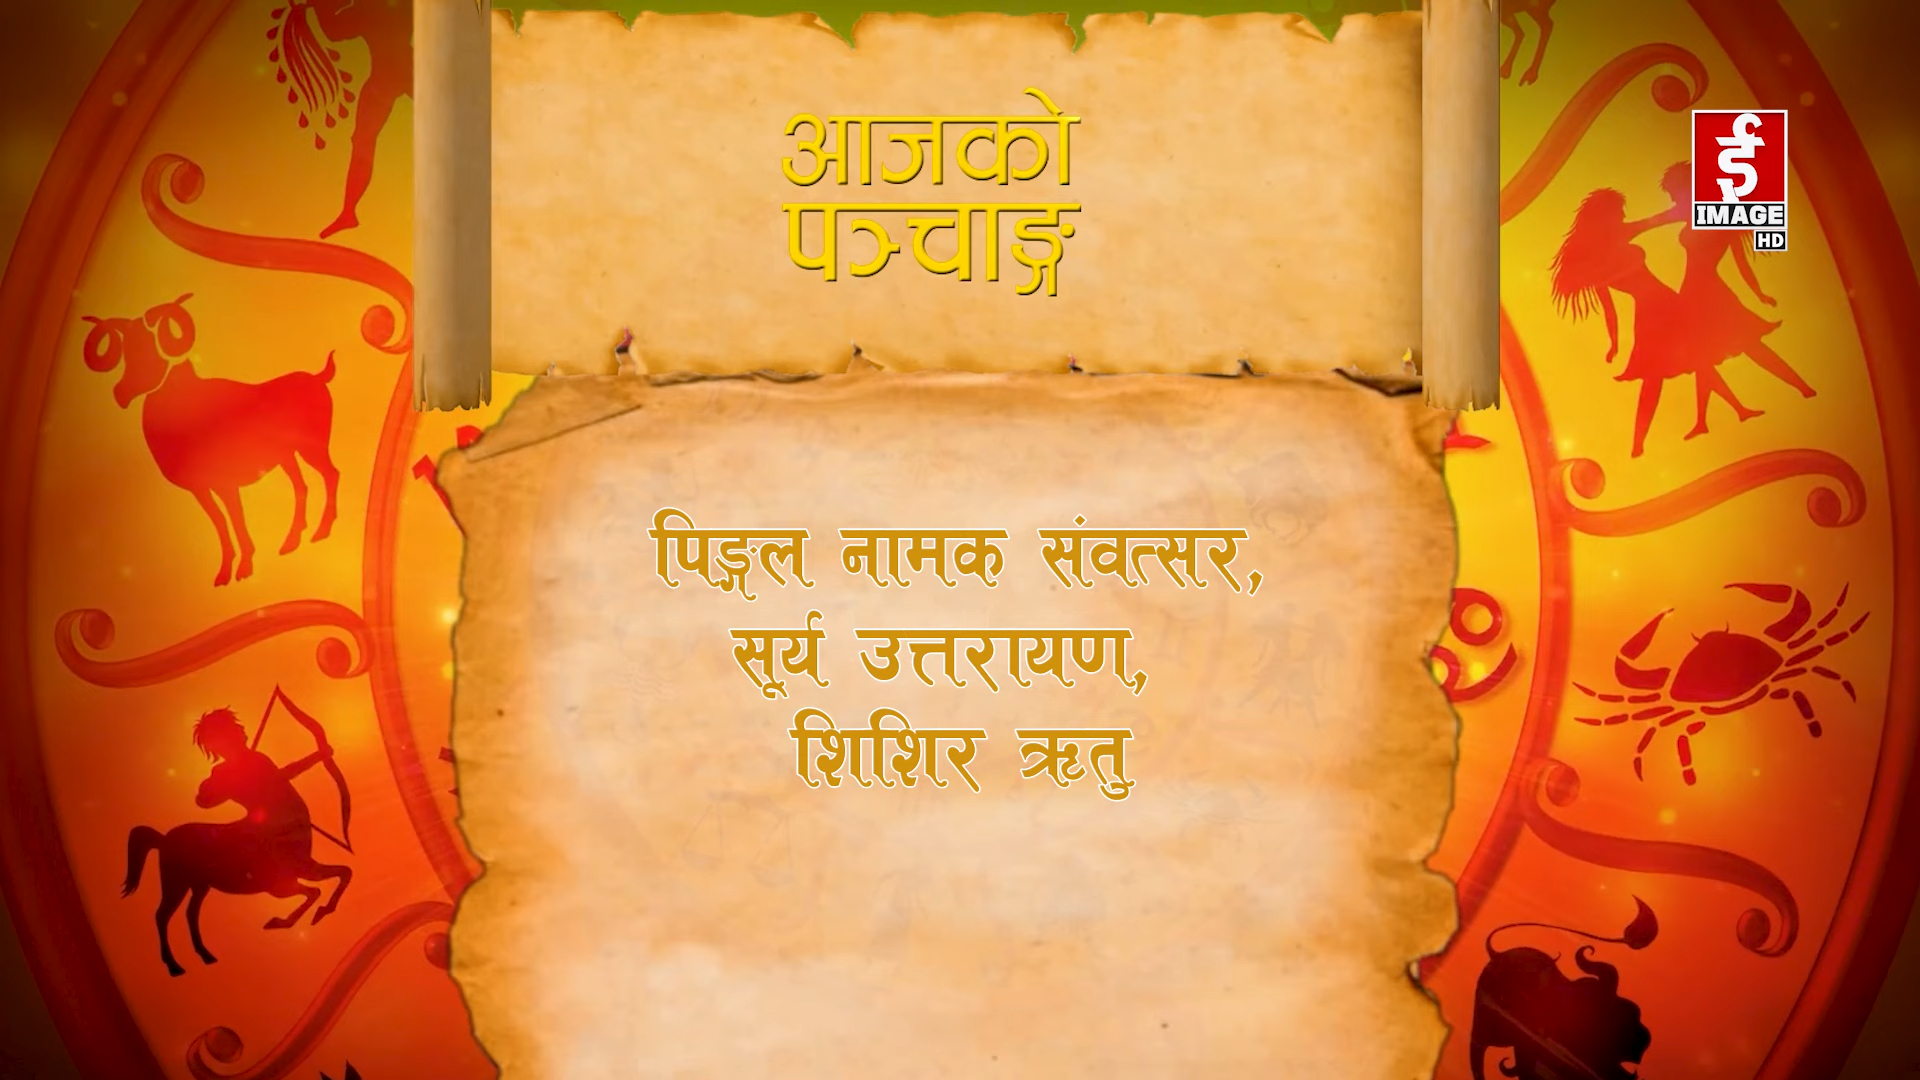 आजको
पञ्चाङ्ग
ई
IMAGE
HD
पिङ्गल नामक संवत्सर,
सूर्य उत्तरायण,
शिशिर ऋतु